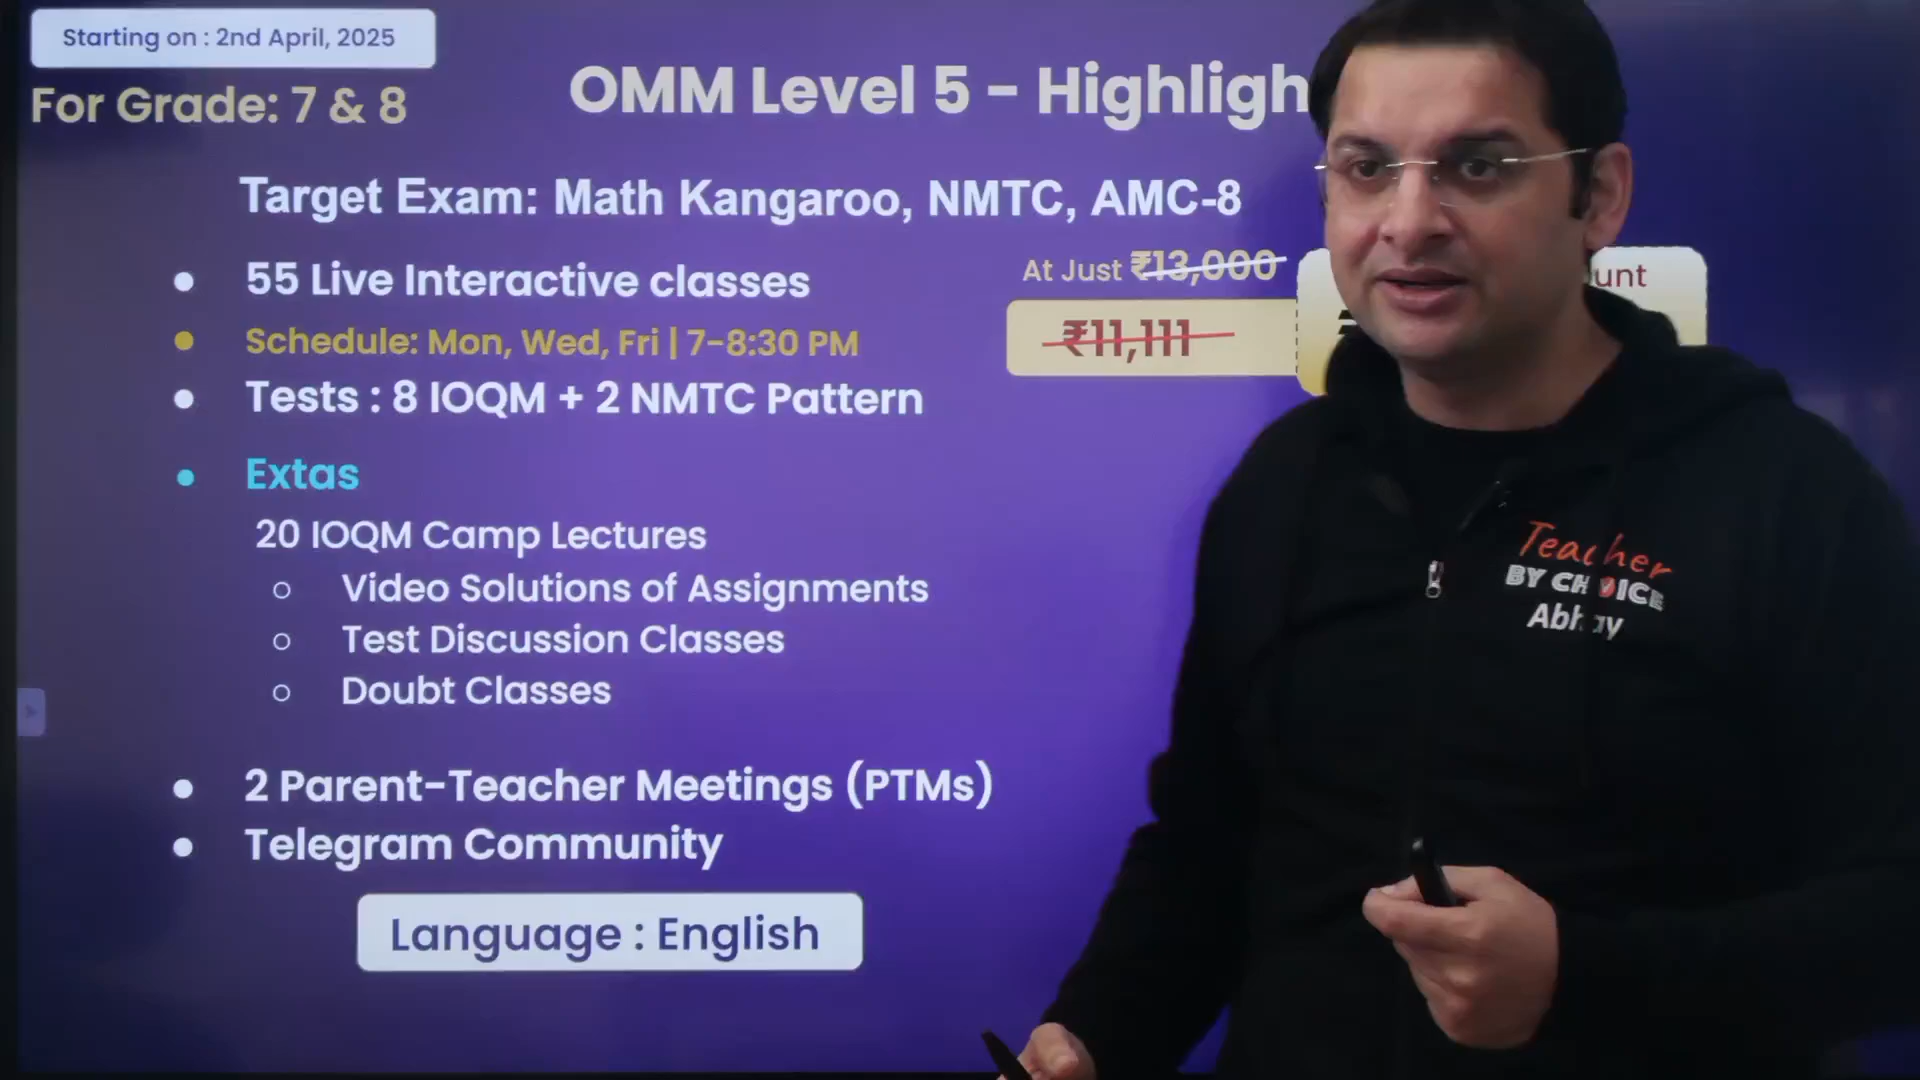 Starting on : 2nd April, 2025
For Grade: 7 & 8
OMM Level 5 - Highligh
Target Exam: Math Kangaroo, NMTC, AMC-8
• 55 Live Interactive classes
At Just ₹13,000
₹11,111
unt
• Schedule: Mon, Wed, Fri | 7-8:30 PM
• Tests : 8 IOQM + 2 NMTC Pattern
• Extas
20 IOQM Camp Lectures
○ Video Solutions of Assignments
○ Test Discussion Classes
○ Doubt Classes
• 2 Parent-Teacher Meetings (PTMs)
• Telegram Community
Language : English
Teacher
BY CHOICE
Abhay